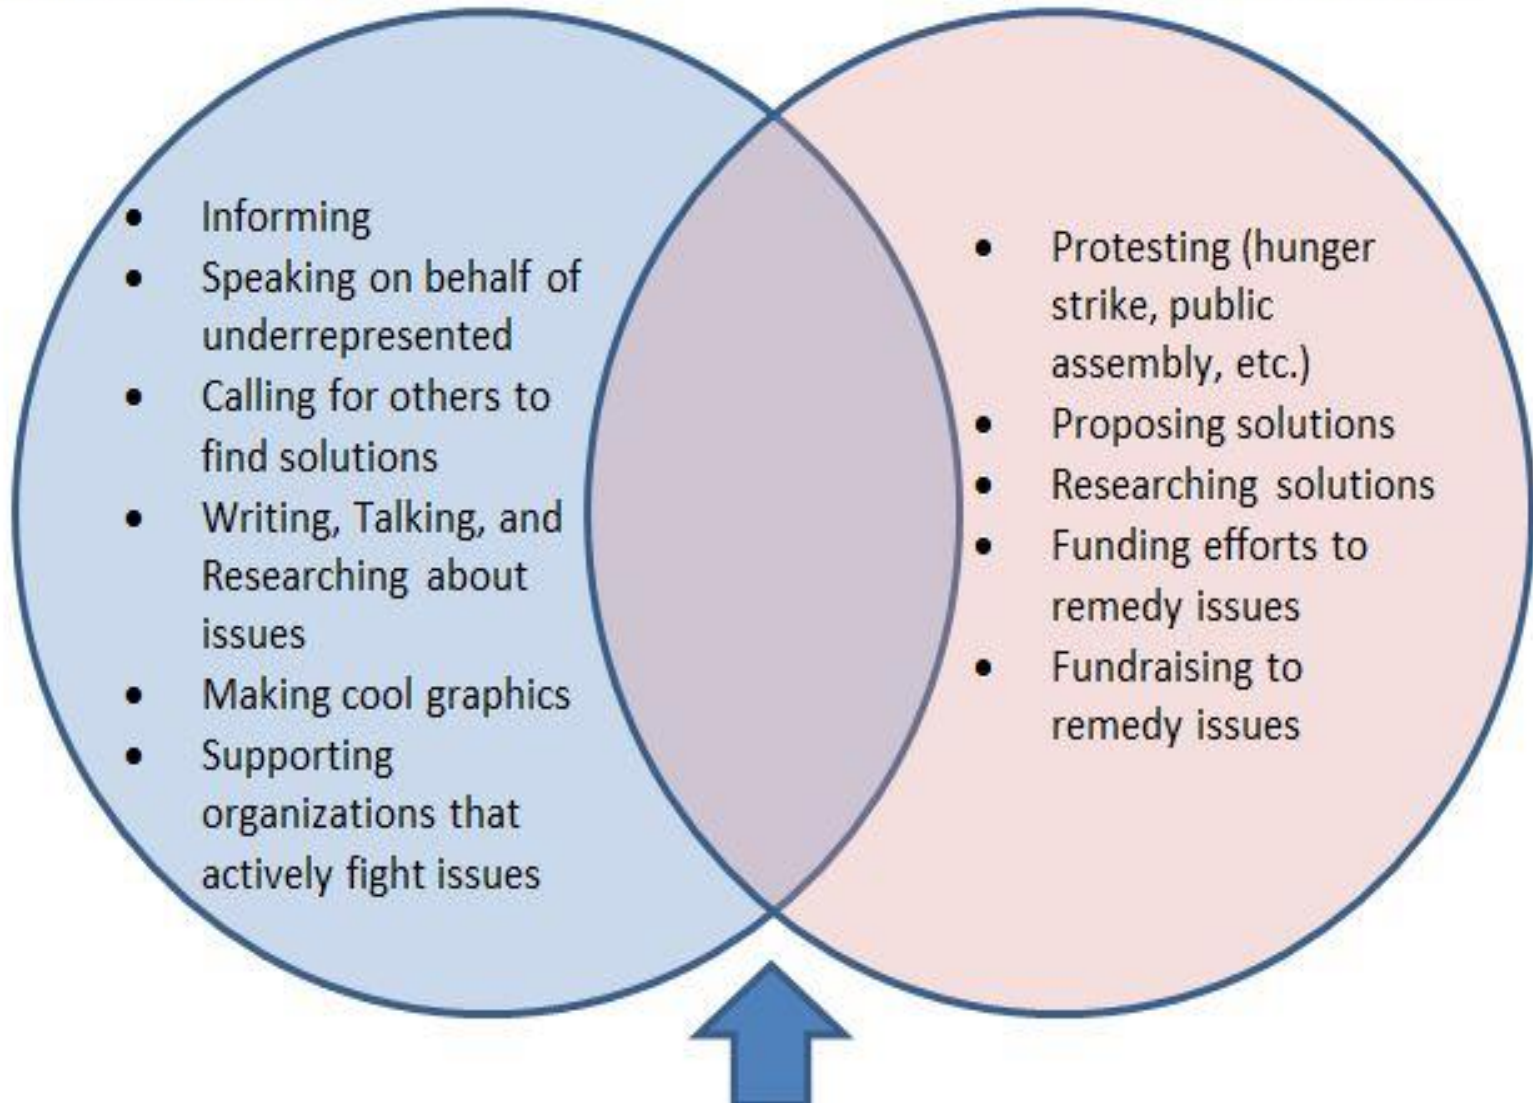 • Informing
• Speaking on behalf of
underrepresented
• Calling for others to
find solutions
• Writing, Talking, and
Researching about
issues
• Making cool graphics
• Supporting
organizations that
actively fight issues
• Protesting (hunger
strike, public
assembly, etc.)
• Proposing solutions
• Researching solutions
• Funding efforts to
remedy issues
• Fundraising to
remedy issues